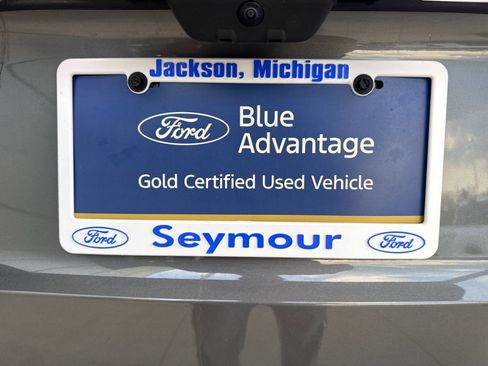 Jackson, Michigan
Ford
Blue
Advantage
Gold Certified Used Vehicle
Ford Seymour Ford